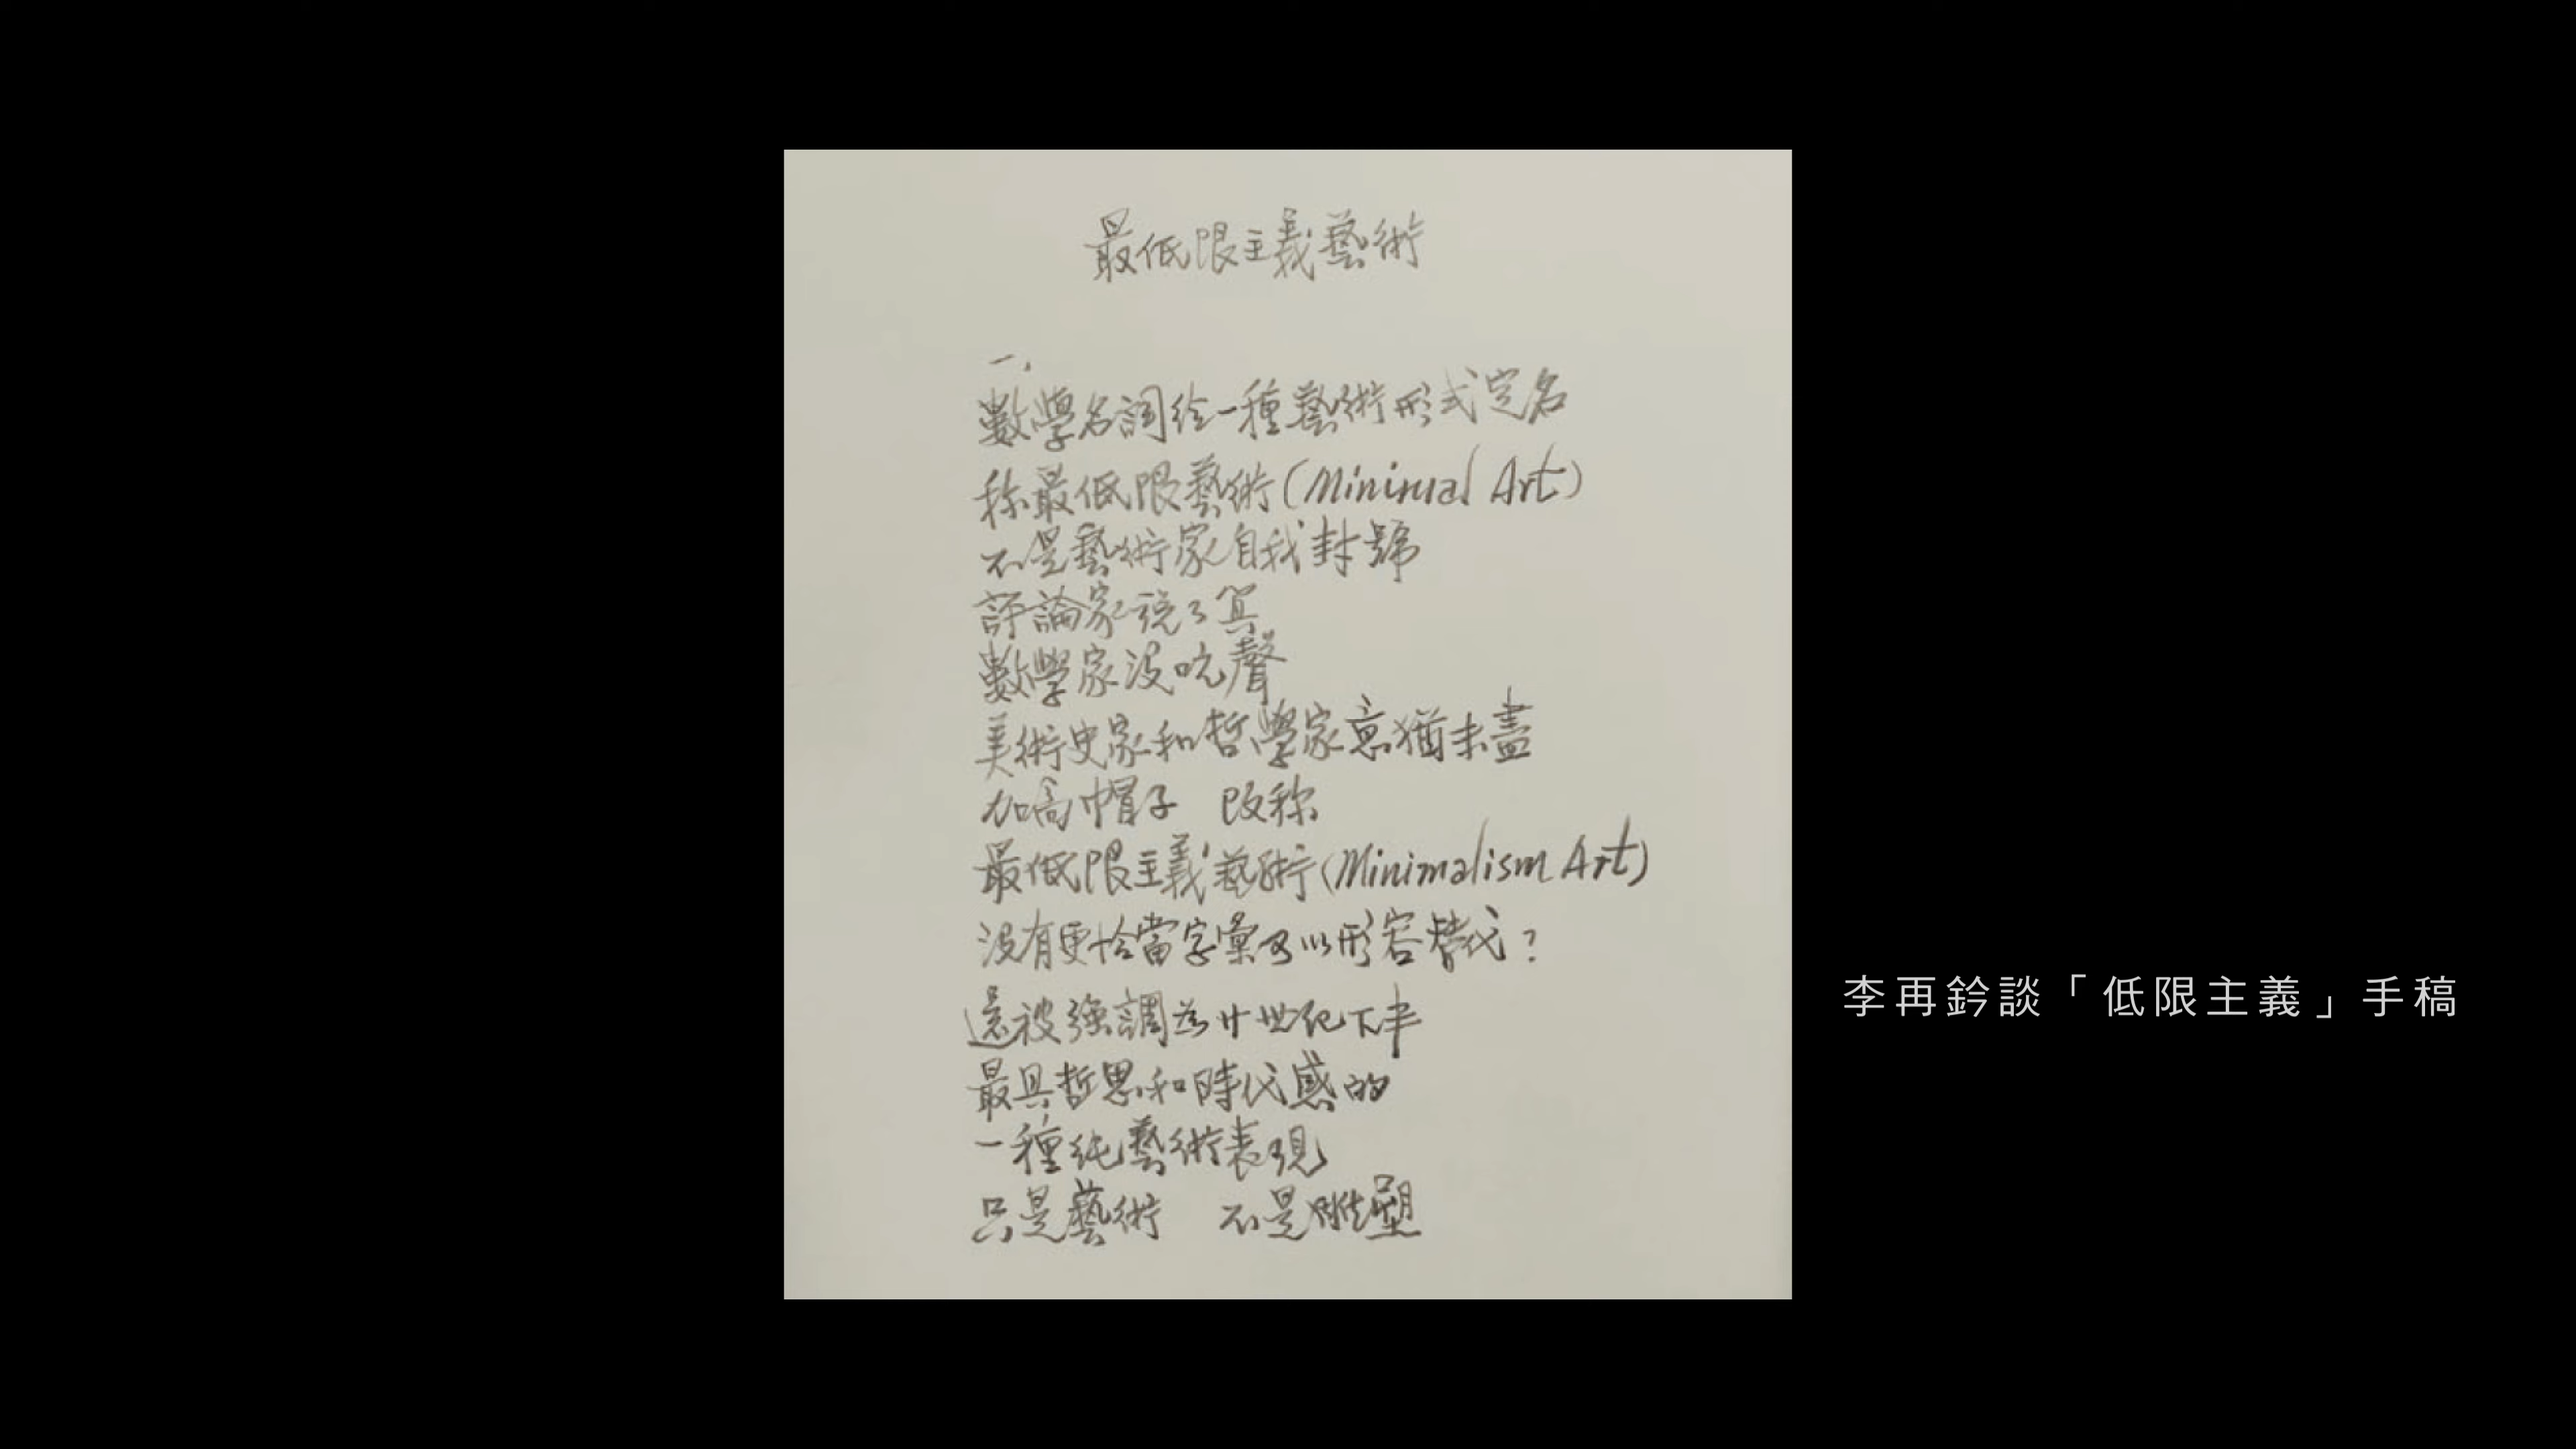 最低限主義藝術
一、
數學名詞给一種藝術形式定名
称最低限藝術(Minimal Art)
不是藝術家自我封號
評論家說了算
數學家沒吭聲
美術史家和哲學家意猶未盡
加高帽子 改称
最低限主義藝術(Minimalism Art)
沒有更恰當字彙可以形容替代?
還被強調為廿世紀下半
最具哲思和時代感的
一種純藝術表現
只是藝術 不是雕塑
李再鈐談「低限主義」手稿